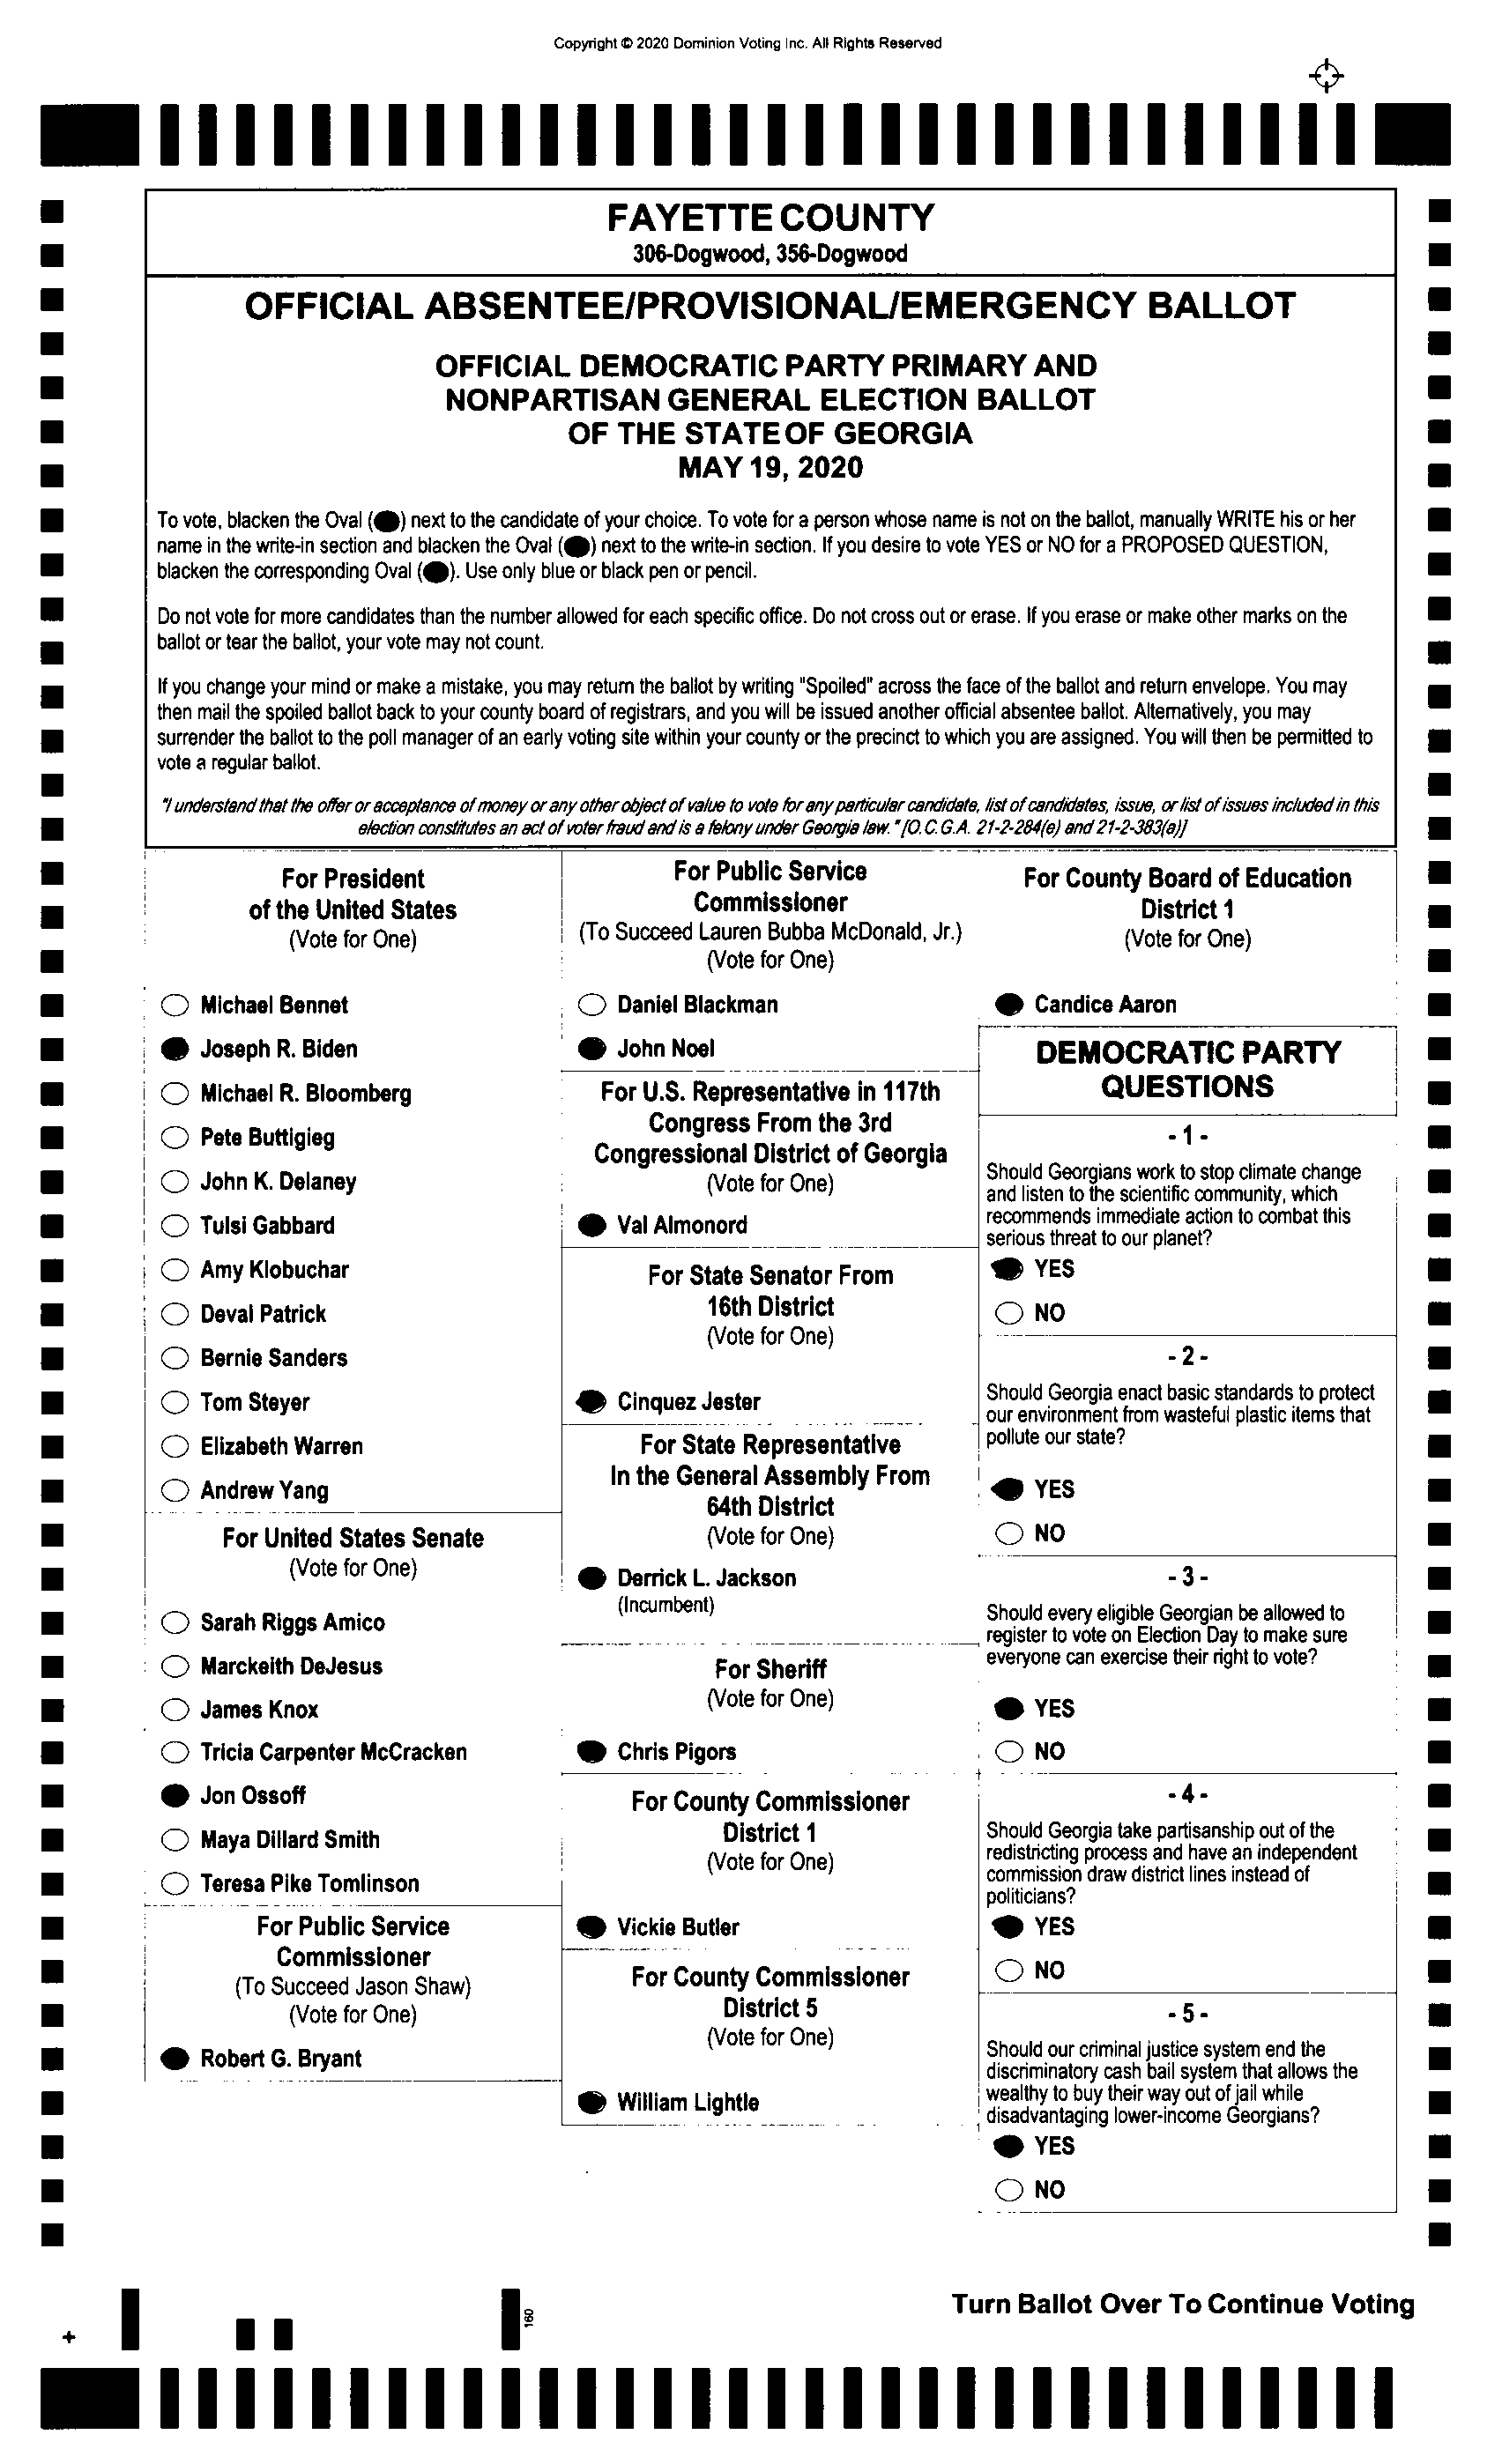 Copyright © 2020 Dominion Voting Inc. All Rights Reserved
FAYETTE COUNTY
306-Dogwood, 356-Dogwood
OFFICIAL ABSENTEE/PROVISIONAL/EMERGENCY BALLOT
OFFICIAL DEMOCRATIC PARTY PRIMARY AND
NONPARTISAN GENERAL ELECTION BALLOT
OF THE STATE OF GEORGIA
MAY 19, 2020
To vote, blacken the Oval (●) next to the candidate of your choice. To vote for a person whose name is not on the ballot, manually WRITE his or her
name in the write-in section and blacken the Oval (●) next to the write-in section. If you desire to vote YES or NO for a PROPOSED QUESTION,
blacken the corresponding Oval (●). Use only blue or black pen or pencil.
Do not vote for more candidates than the number allowed for each specific office. Do not cross out or erase. If you erase or make other marks on the
ballot or tear the ballot, your vote may not count.
If you change your mind or make a mistake, you may return the ballot by writing "Spoiled" across the face of the ballot and return envelope. You may
then mail the spoiled ballot back to your county board of registrars, and you will be issued another official absentee ballot. Alternatively, you may
surrender the ballot to the poll manager of an early voting site within your county or the precinct to which you are assigned. You will then be permitted to
vote a regular ballot.
"I understand that the offer or acceptance of money or any other object of value to vote for any particular candidate, list of candidates, issue, or list of issues included in this
election constitutes an act of voter fraud and is a felony under Georgia law." [O.C.G.A. 21-2-284(e) and 21-2-383(a)]
For President
of the United States
(Vote for One)
Michael Bennet
Joseph R. Biden
Michael R. Bloomberg
Pete Buttigieg
John K. Delaney
Tulsi Gabbard
Amy Klobuchar
Deval Patrick
Bernie Sanders
Tom Steyer
Elizabeth Warren
Andrew Yang
For United States Senate
(Vote for One)
Sarah Riggs Amico
Marckeith DeJesus
James Knox
Tricia Carpenter McCracken
Jon Ossoff
Maya Dillard Smith
Teresa Pike Tomlinson
For Public Service
Commissioner
(To Succeed Jason Shaw)
(Vote for One)
Robert G. Bryant
For Public Service
Commissioner
(To Succeed Lauren Bubba McDonald, Jr.)
(Vote for One)
Daniel Blackman
John Noel
For U.S. Representative in 117th
Congress From the 3rd
Congressional District of Georgia
(Vote for One)
Val Almonord
For State Senator From
16th District
(Vote for One)
Cinquez Jester
For State Representative
In the General Assembly From
64th District
(Vote for One)
Derrick L. Jackson
(Incumbent)
For Sheriff
(Vote for One)
Chris Pigors
For County Commissioner
District 1
(Vote for One)
Vickie Butler
For County Commissioner
District 5
(Vote for One)
William Lightle
For County Board of Education
District 1
(Vote for One)
Candice Aaron
DEMOCRATIC PARTY
QUESTIONS
- 1 -
Should Georgians work to stop climate change
and listen to the scientific community, which
recommends immediate action to combat this
serious threat to our planet?
YES
NO
- 2 -
Should Georgia enact basic standards to protect
our environment from wasteful plastic items that
pollute our state?
YES
NO
- 3 -
Should every eligible Georgian be allowed to
register to vote on Election Day to make sure
everyone can exercise their right to vote?
YES
NO
- 4 -
Should Georgia take partisanship out of the
redistricting process and have an independent
commission draw district lines instead of
politicians?
YES
NO
- 5 -
Should our criminal justice system end the
discriminatory cash bail system that allows the
wealthy to buy their way out of jail while
disadvantaging lower-income Georgians?
YES
NO
160
Turn Ballot Over To Continue Voting